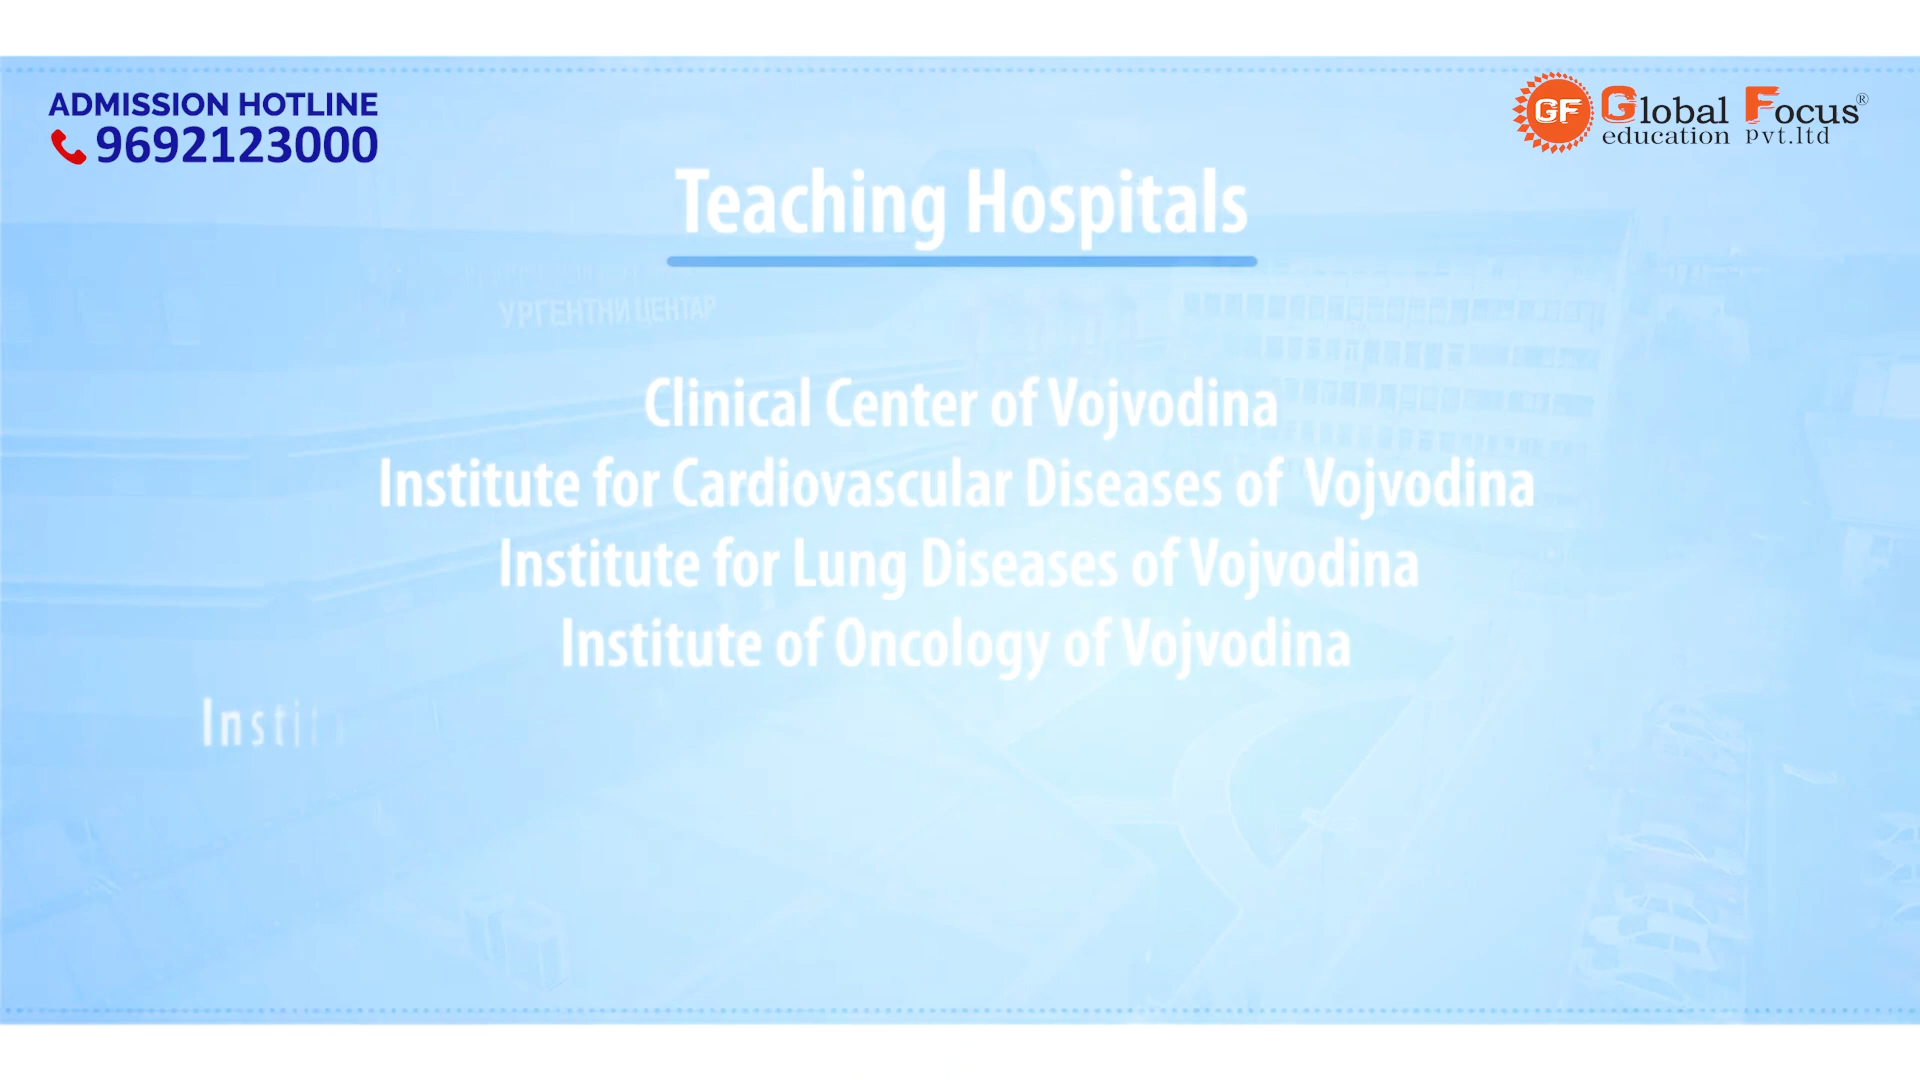 ADMISSION HOTLINE
9692123000
GF Global Focus®
education pvt.ltd
Teaching Hospitals
УРГЕНТНИ ЦЕНТАР
Clinical Center of Vojvodina
Institute for Cardiovascular Diseases of Vojvodina
Institute for Lung Diseases of Vojvodina
Institute of Oncology of Vojvodina
Instit